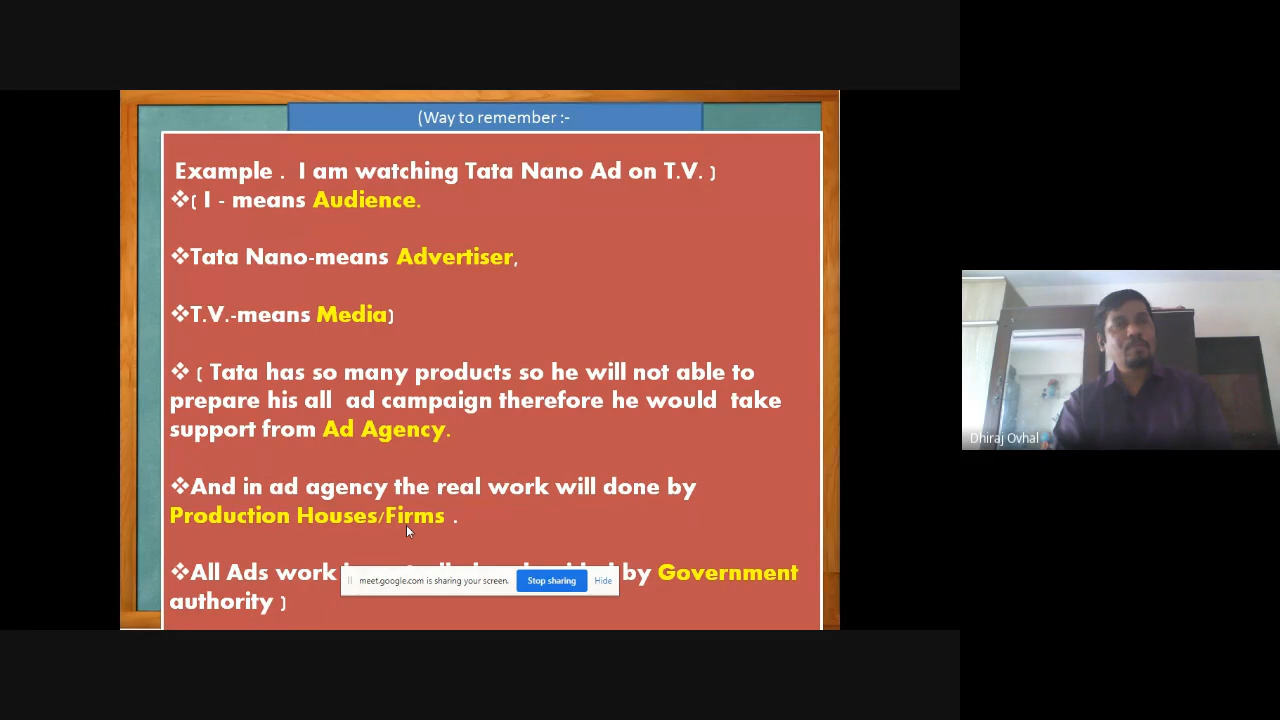 (Way to remember :-
Example . I am watching Tata Nano Ad on T.V. )
❖( I - means Audience.
❖Tata Nano-means Advertiser,
❖T.V.-means Media)
❖ ( Tata has so many products so he will not able to
prepare his all ad campaign therefore he would take
support from Ad Agency.
❖And in ad agency the real work will done by
Production Houses/Firms .
❖All Ads work by Government
authority )
meet.google.com is sharing your screen. Stop sharing Hide
Dhiraj Ovhal